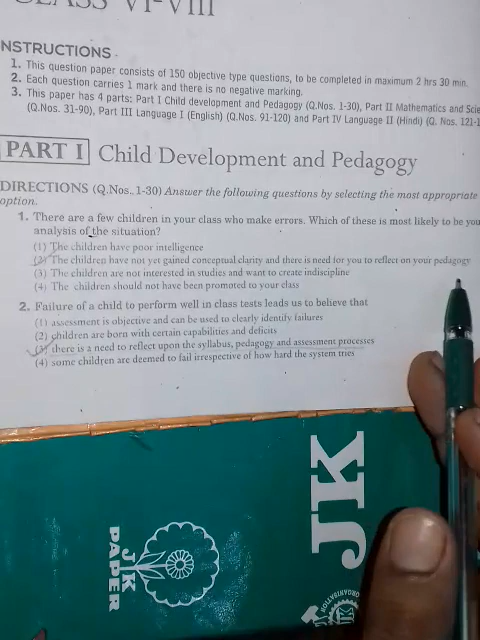 CLASS VI-VIII
NSTRUCTIONS
1. This question paper consists of 150 objective type questions, to be completed in maximum 2 hrs 30 min.
2. Each question carries 1 mark and there is no negative marking.
3. This paper has 4 parts: Part I Child development and Pedagogy (Q.Nos. 1-30), Part II Mathematics and Scie
(Q.Nos. 31-90), Part III Language I (English) (Q.Nos. 91-120) and Part IV Language II (Hindi) (Q. Nos. 121-1
PART I Child Development and Pedagogy
DIRECTIONS (Q.Nos. 1-30) Answer the following questions by selecting the most appropriate
option.
1. There are a few children in your class who make errors. Which of these is most likely to be you
analysis of the situation?
(1) The children have poor intelligence
(2) The children have not yet gained conceptual clarity and there is need for you to reflect on your pedagogy
(3) The children are not interested in studies and want to create indiscipline
(4) The children should not have been promoted to your class
2. Failure of a child to perform well in class tests leads us to believe that
(1) assessment is objective and can be used to clearly identify failures
(2) children are born with certain capabilities and deficits
(3) there is a need to reflect upon the syllabus, pedagogy and assessment processes
(4) some children are deemed to fail irrespective of how hard the system tries
JK
JK
PAPER
ORGANISATION